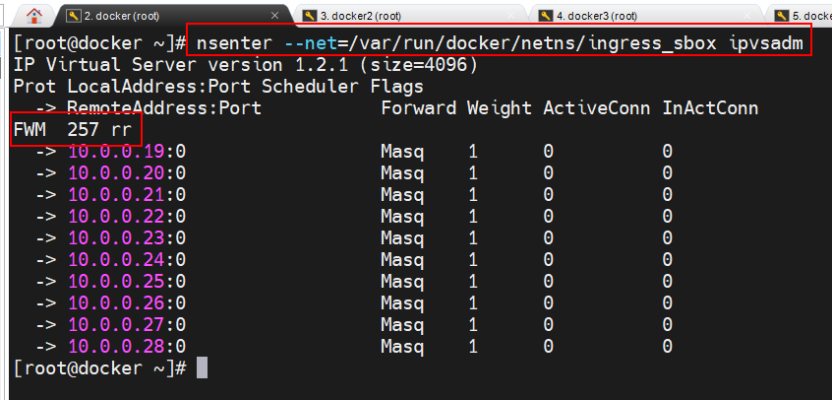 2. docker (root)
3. docker2 (root)
4. docker3 (root)
5. docke
[root@docker ~]# nsenter --net=/var/run/docker/netns/ingress_sbox ipvsadm
IP Virtual Server version 1.2.1 (size=4096)
Prot LocalAddress:Port Scheduler Flags
-> RemoteAddress:Port Forward Weight ActiveConn InActConn
FWM 257 rr
-> 10.0.0.19:0 Masq 1 0 0
-> 10.0.0.20:0 Masq 1 0 0
-> 10.0.0.21:0 Masq 1 0 0
-> 10.0.0.22:0 Masq 1 0 0
-> 10.0.0.23:0 Masq 1 0 0
-> 10.0.0.24:0 Masq 1 0 0
-> 10.0.0.25:0 Masq 1 0 0
-> 10.0.0.26:0 Masq 1 0 0
-> 10.0.0.27:0 Masq 1 0 0
-> 10.0.0.28:0 Masq 1 0 0
[root@docker ~]#